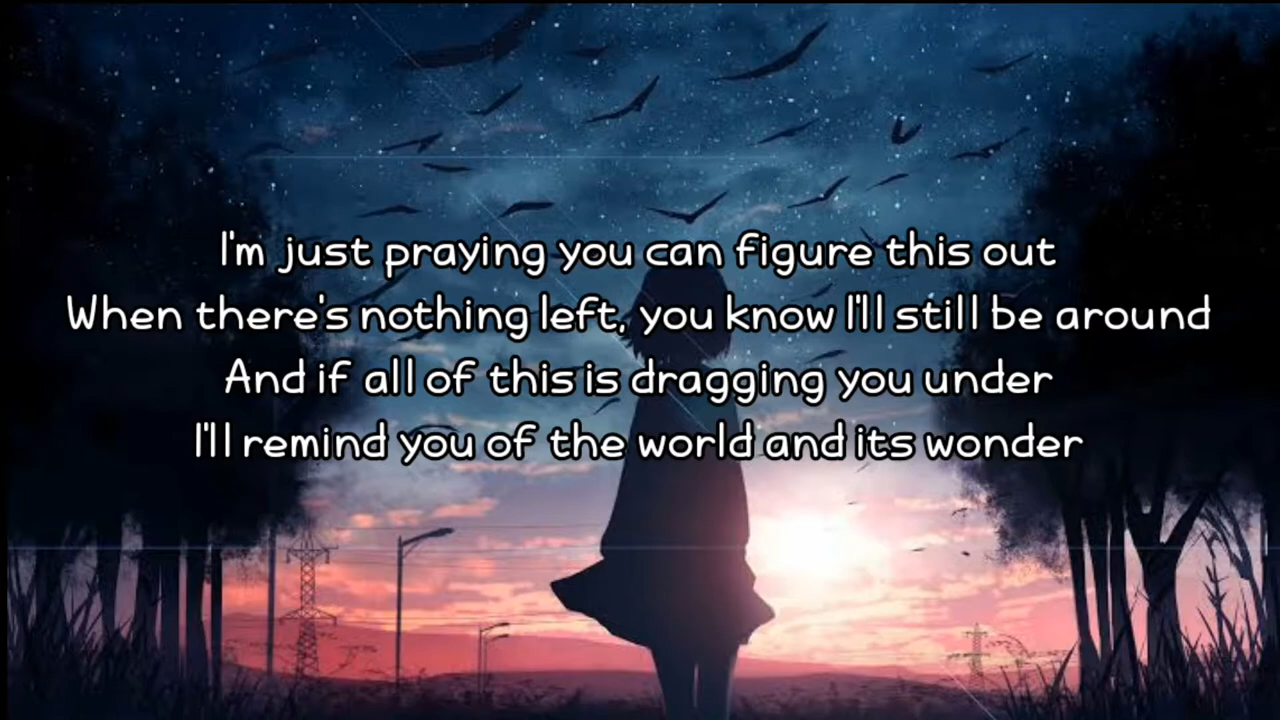 I'm just praying you can figure this out
When there's nothing left, you know I'll still be around
And if all of this is dragging you under
I'll remind you of the world and its wonder